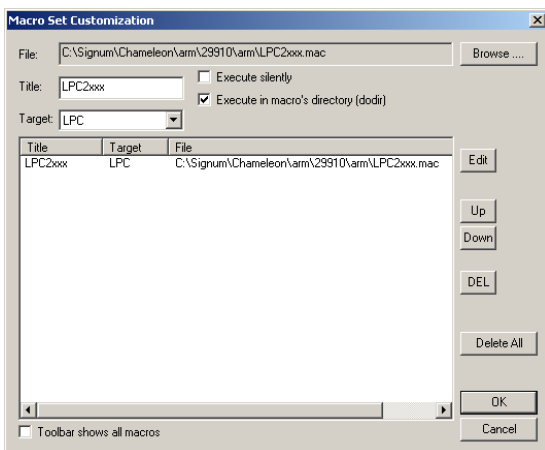 Macro Set Customization
File: C:\Signum\Chameleon\arm\29910\arm\LPC2xxx.mac Browse ....
Title: LPC2xxx Execute silently
Execute in macro's directory (dodir)
Target: LPC
Title Target File
LPC2xxx LPC C:\Signum\Chameleon\arm\29910\arm\LPC2xxx.mac
Edit
Up
Down
DEL
Delete All
OK
Toolbar shows all macros Cancel